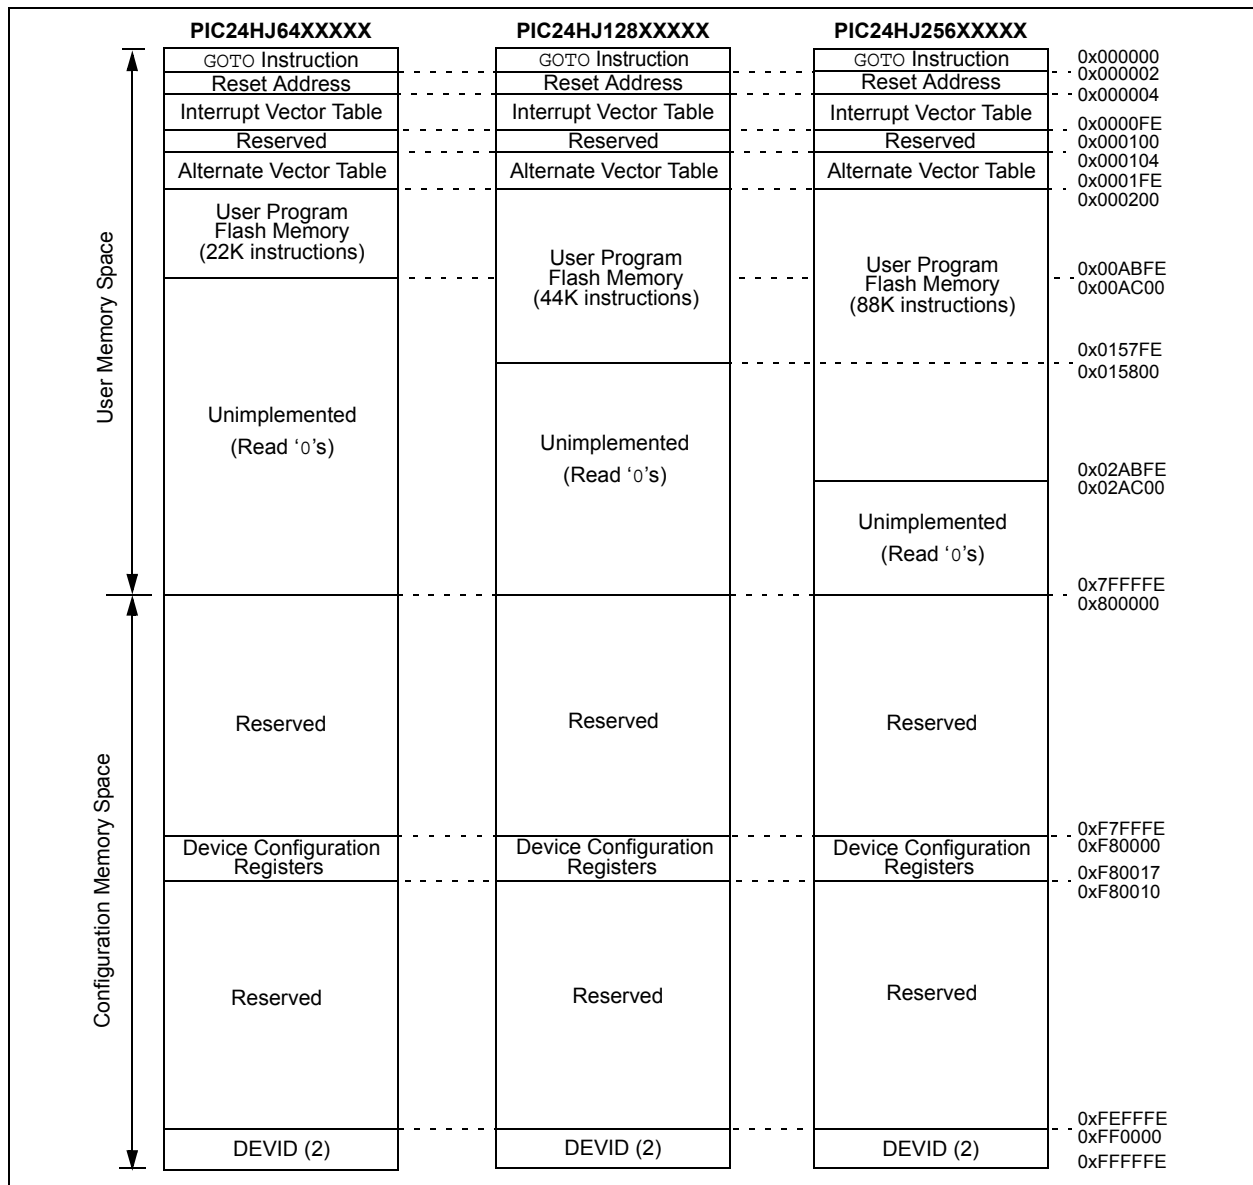 PIC24HJ64XXXXX
PIC24HJ128XXXXX
PIC24HJ256XXXXX
GOTO Instruction
GOTO Instruction
GOTO Instruction
0x000000
0x000002
Reset Address
Reset Address
Reset Address
0x000004
Interrupt Vector Table
Interrupt Vector Table
Interrupt Vector Table
0x0000FE
Reserved
Reserved
Reserved
0x000100
0x000104
Alternate Vector Table
Alternate Vector Table
Alternate Vector Table
0x0001FE
0x000200
User Program
Flash Memory
(22K instructions)
User Program
Flash Memory
(44K instructions)
User Program
Flash Memory
(88K instructions)
0x00ABFE
0x00AC00
0x0157FE
0x015800
User Memory Space
Unimplemented
(Read ‘0’s)
Unimplemented
(Read ‘0’s)
0x02ABFE
0x02AC00
Unimplemented
(Read ‘0’s)
0x7FFFFE
0x800000
Reserved
Reserved
Reserved
0xF7FFFE
0xF80000
Device Configuration
Registers
Device Configuration
Registers
Device Configuration
Registers
0xF80017
0xF80010
Configuration Memory Space
Reserved
Reserved
Reserved
0xFEFFFE
0xFF0000
DEVID (2)
DEVID (2)
DEVID (2)
0xFFFFFE